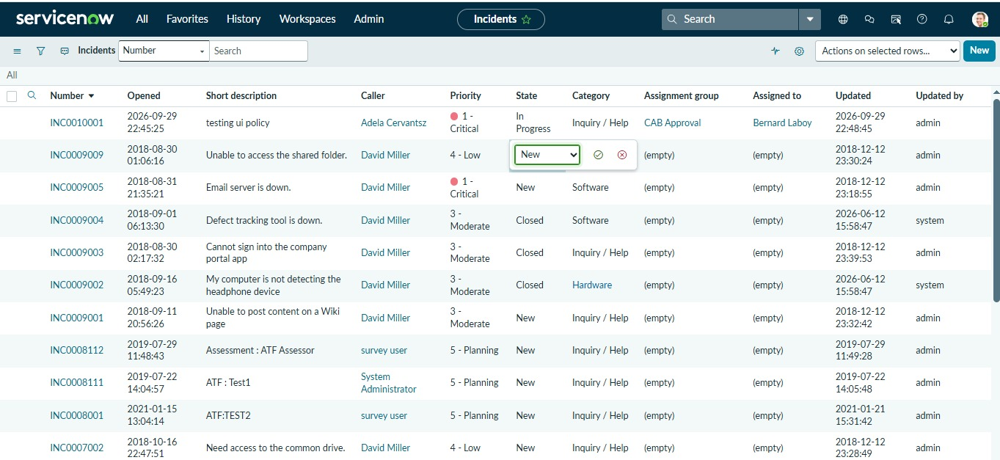 servicenow All Favorites History Workspaces Admin Incidents Search
Incidents Number Search Actions on selected rows... New
All
Number Opened Short description Caller Priority State Category Assignment group Assigned to Updated Updated by
INC0010001 2026-09-29 22:45:25 testing ui policy Adela Cervantsz 1 - Critical In Progress Inquiry / Help CAB Approval Bernard Laboy 2026-09-29 22:48:45 admin
INC0009009 2018-08-30 01:06:16 Unable to access the shared folder. David Miller 4 - Low New (empty) (empty) 2018-12-12 23:30:24 admin
INC0009005 2018-08-31 21:35:21 Email server is down. David Miller 1 - Critical New Software (empty) (empty) 2018-12-12 23:18:55 admin
INC0009004 2018-09-01 06:13:30 Defect tracking tool is down. David Miller 3 - Moderate Closed Software (empty) (empty) 2026-06-12 15:58:47 system
INC0009003 2018-08-30 02:17:32 Cannot sign into the company portal app David Miller 3 - Moderate Closed Inquiry / Help (empty) (empty) 2018-12-12 23:39:53 admin
INC0009002 2018-09-16 05:49:23 My computer is not detecting the headphone device David Miller 3 - Moderate Closed Hardware (empty) (empty) 2026-06-12 15:58:47 system
INC0009001 2018-09-11 20:56:26 Unable to post content on a Wiki page David Miller 3 - Moderate New Inquiry / Help (empty) (empty) 2018-12-12 23:32:42 admin
INC0008112 2019-07-29 11:48:43 Assessment : ATF Assessor survey user 5 - Planning New Inquiry / Help (empty) (empty) 2019-07-29 11:49:28 admin
INC0008111 2019-07-22 14:04:57 ATF : Test1 System Administrator 5 - Planning New Inquiry / Help (empty) (empty) 2019-07-22 14:05:48 admin
INC0008001 2021-01-15 13:04:14 ATF:TEST2 survey user 5 - Planning New Inquiry / Help (empty) (empty) 2021-01-21 15:31:42 admin
INC0007002 2018-10-16 22:47:51 Need access to the common drive. David Miller 4 - Low New Inquiry / Help (empty) (empty) 2018-12-12 23:28:49 admin